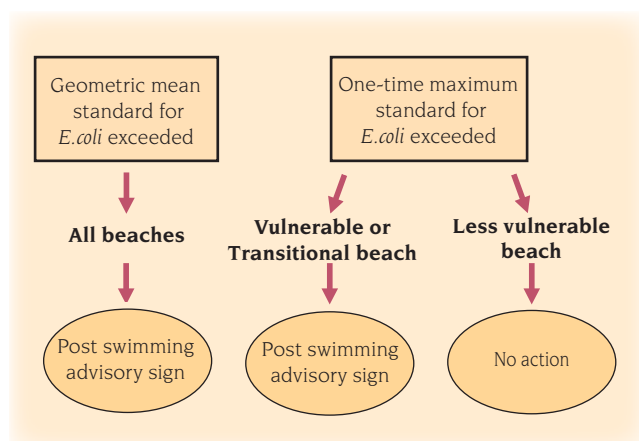 Geometric mean
standard for
E.coli exceeded
One-time maximum
standard for
E.coli exceeded
All beaches
Vulnerable or
Transitional beach
Less vulnerable
beach
Post swimming
advisory sign
Post swimming
advisory sign
No action